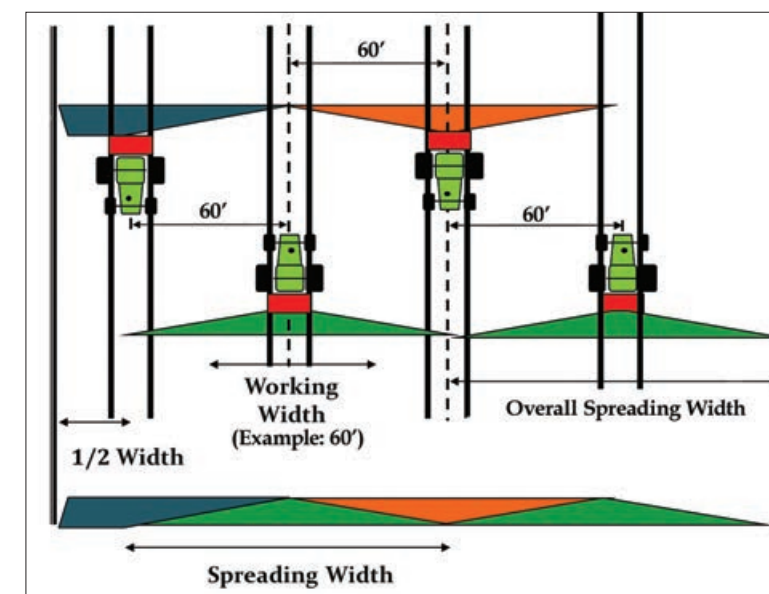 60′
60′
60′
Working
Width
(Example: 60′)
Overall Spreading Width
1/2 Width
Spreading Width